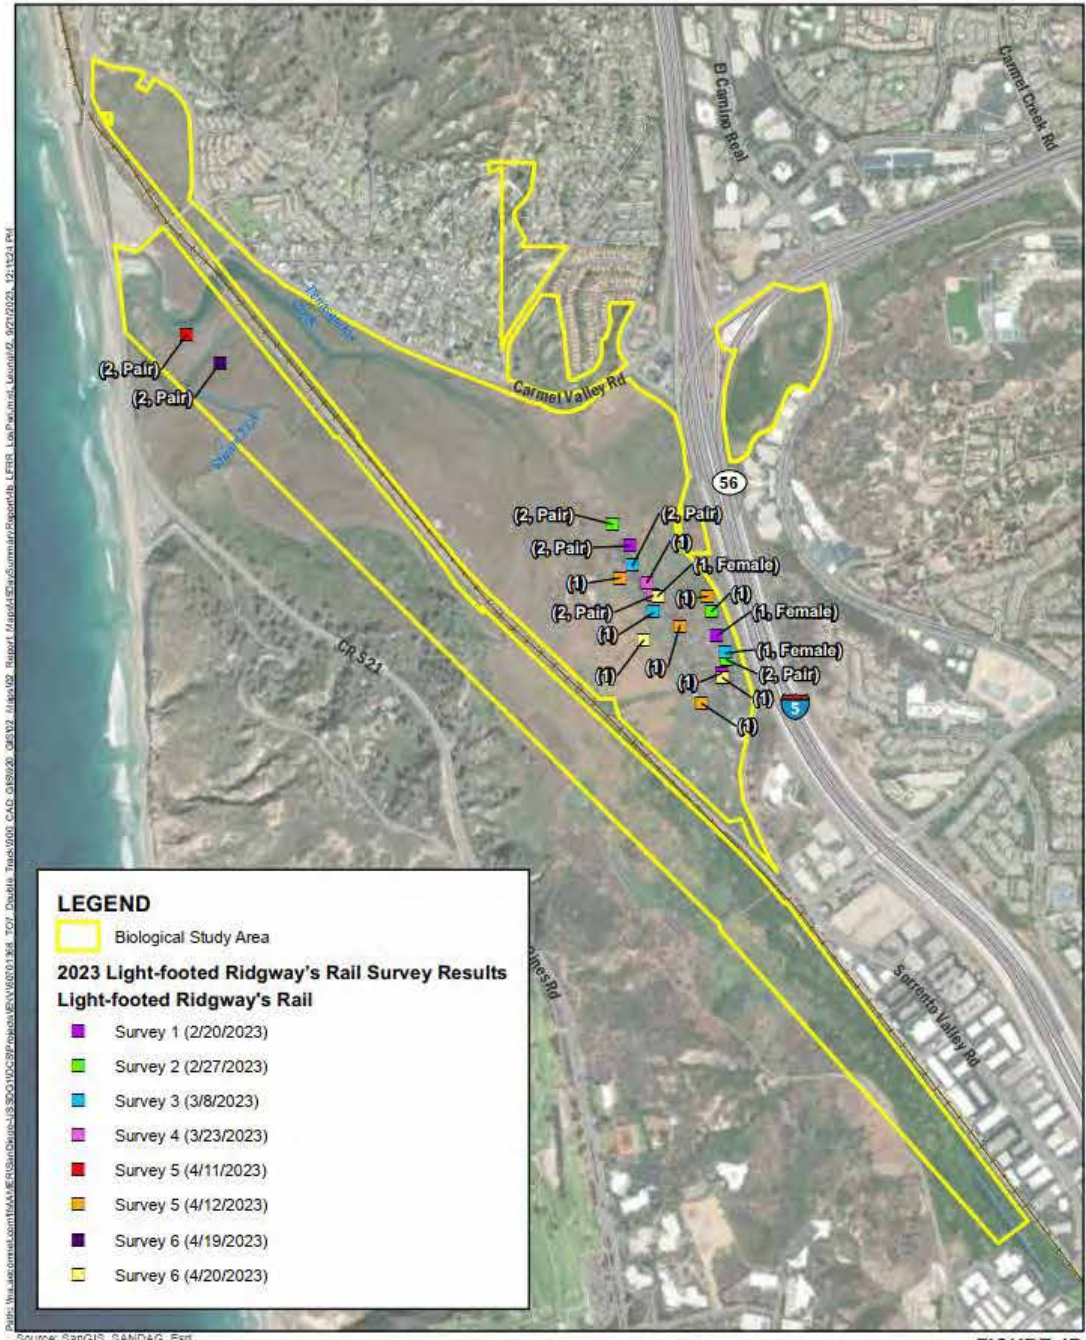 El Camino Real
Carmel Creek Rd
(2, Pair)
(2, Pair)
Carmel Valley Rd
56
(2, Pair)
(2, Pair)
(2, Pair)
(1)
(1)
(1, Female)
(2, Pair)
(1)
(1)
(1)
(1, Female)
(1)
(1)
(1, Female)
(2, Pair)
(1)
(1)
(1)
5
CR S21
Sorrento Valley Rd
LEGEND
Biological Study Area
2023 Light-footed Ridgway's Rail Survey Results
Light-footed Ridgway's Rail
Survey 1 (2/20/2023)
Survey 2 (2/27/2023)
Survey 3 (3/8/2023)
Survey 4 (3/23/2023)
Survey 5 (4/11/2023)
Survey 5 (4/12/2023)
Survey 6 (4/19/2023)
Survey 6 (4/20/2023)
Source: SanGIS, SANDAG, Esri